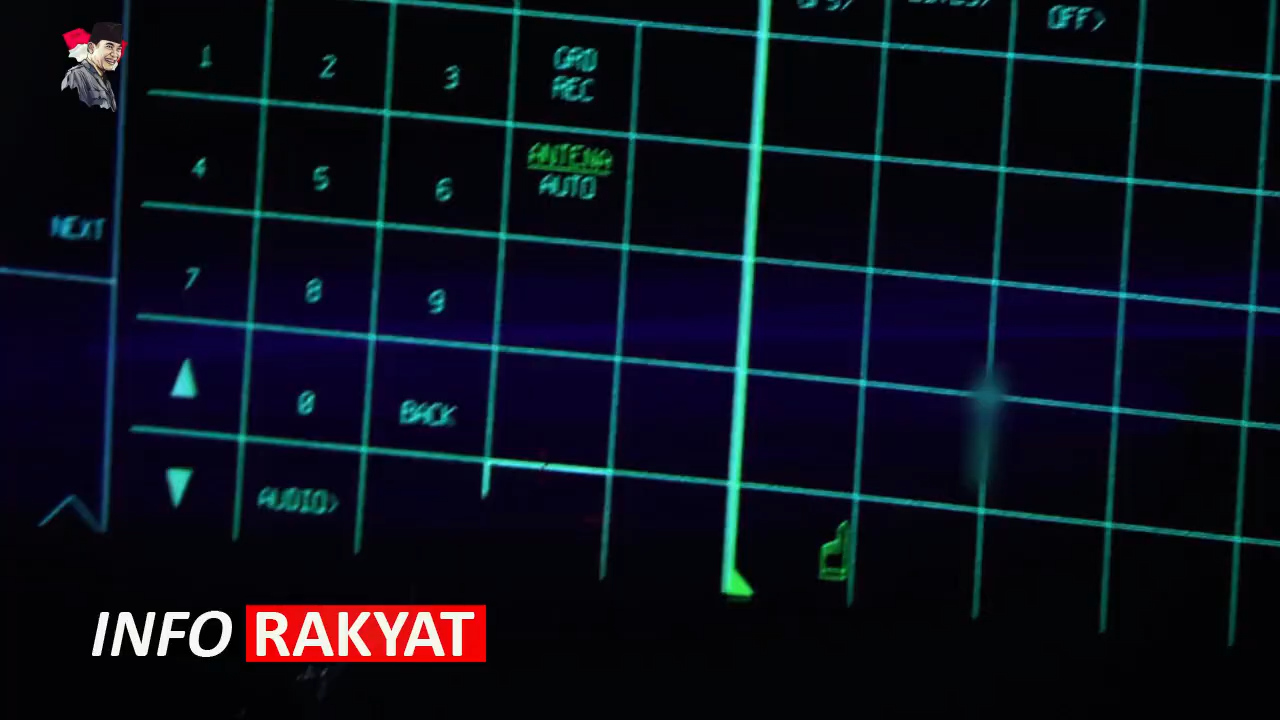 OFF>
1 2 3 GRD
REC
4 5 6 ANTENA
AUTO
NEXT
7 8 9
0 BACK
AUDIO>
INFO RAKYAT